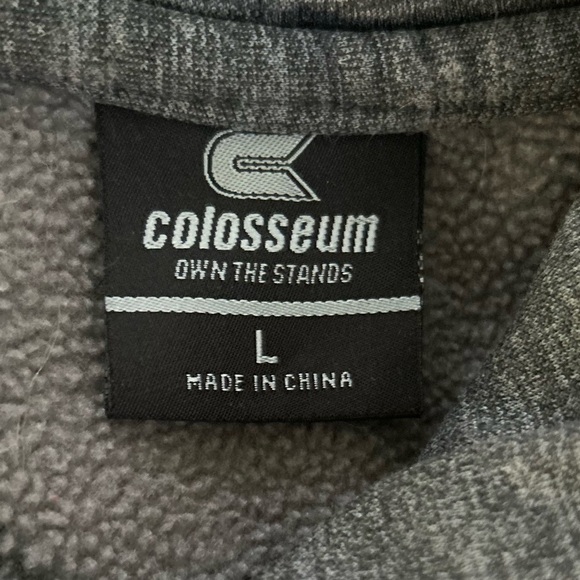 colosseum
OWN THE STANDS
L
MADE IN CHINA